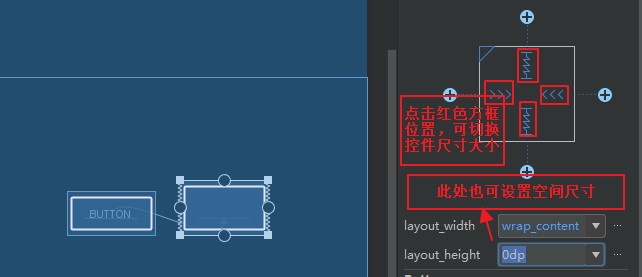 点击红色方框
位置，可切换
控件尺寸大小
此处也可设置空间尺寸
BUTTON
layout_width wrap_content
layout_height 0dp